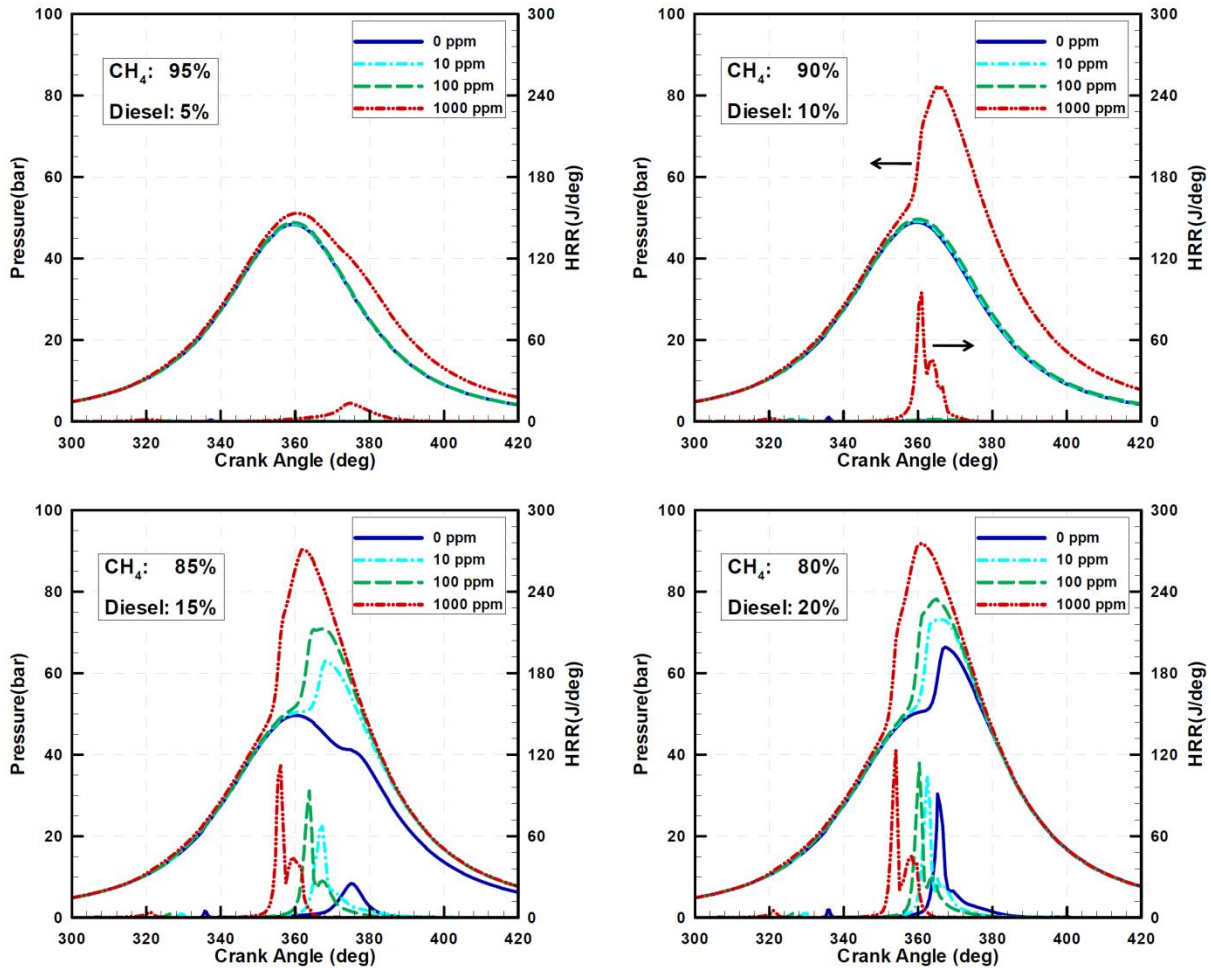 100
80
60
40
20
0
Pressure(bar)
CH4: 95%
Diesel: 5%
0 ppm
10 ppm
100 ppm
1000 ppm
300
240
180
120
60
0
HRR(J/deg)
300 320 340 360 380 400 420
Crank Angle (deg)
100
80
60
40
20
0
Pressure(bar)
CH4: 90%
Diesel: 10%
0 ppm
10 ppm
100 ppm
1000 ppm
300
240
180
120
60
0
HRR(J/deg)
300 320 340 360 380 400 420
Crank Angle (deg)
100
80
60
40
20
0
Pressure(bar)
CH4: 85%
Diesel: 15%
0 ppm
10 ppm
100 ppm
1000 ppm
300
240
180
120
60
0
HRR(J/deg)
300 320 340 360 380 400 420
Crank Angle (deg)
100
80
60
40
20
0
Pressure(bar)
CH4: 80%
Diesel: 20%
0 ppm
10 ppm
100 ppm
1000 ppm
300
240
180
120
60
0
HRR(J/deg)
300 320 340 360 380 400 420
Crank Angle (deg)